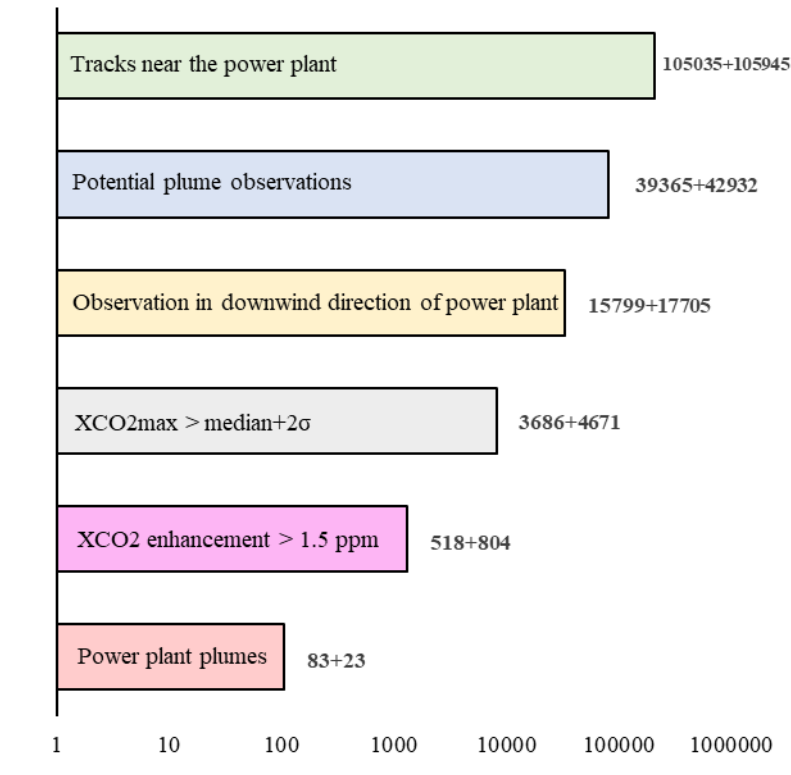 Tracks near the power plant 105035+105945
Potential plume observations 39365+42932
Observation in downwind direction of power plant 15799+17705
XCO2max > median+2σ 3686+4671
XCO2 enhancement > 1.5 ppm 518+804
Power plant plumes 83+23
1 10 100 1000 10000 100000 1000000